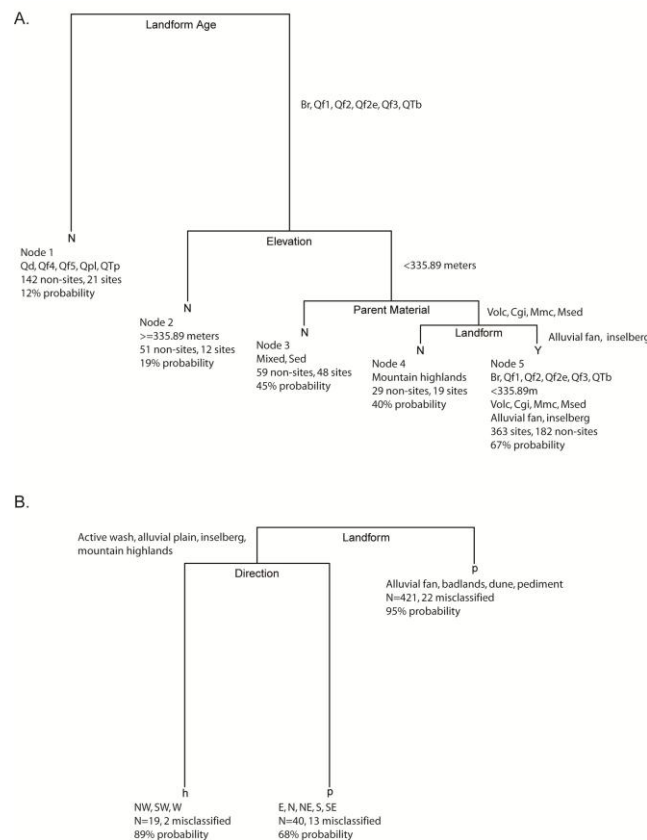 A.
Landform Age
Br, Qf1, Qf2, Qf2e, Qf3, QTb
N
Node 1
Qd, Qf4, Qf5, Qpl, QTp
142 non-sites, 21 sites
12% probability
Elevation
<335.89 meters
N
Node 2
>=335.89 meters
51 non-sites, 12 sites
19% probability
Parent Material
Volc, Cgi, Mmc, Msed
N
Node 3
Mixed, Sed
59 non-sites, 48 sites
45% probability
Landform
Alluvial fan, inselberg
N
Node 4
Mountain highlands
29 non-sites, 19 sites
40% probability
Y
Node 5
Br, Qf1, Qf2, Qf2e, Qf3, QTb
<335.89m
Volc, Cgi, Mmc, Msed
Alluvial fan, inselberg
363 sites, 182 non-sites
67% probability
B.
Landform
Active wash, alluvial plain, inselberg,
mountain highlands
p
Alluvial fan, badlands, dune, pediment
N=421, 22 misclassified
95% probability
Direction
h
NW, SW, W
N=19, 2 misclassified
89% probability
p
E, N, NE, S, SE
N=40, 13 misclassified
68% probability